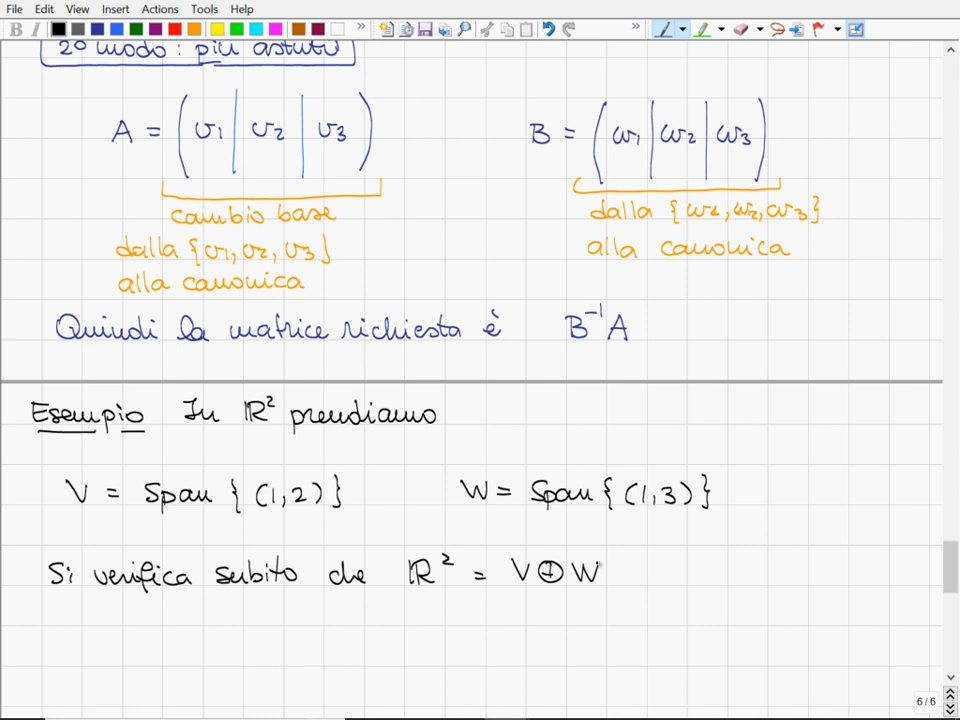 File Edit View Insert Actions Tools Help
2° modo: più astuto
A = (v1 | v2 | v3)
B = (w1 | w2 | w3)
cambio base
dalla {v1, v2, v3}
alla canonica
dalla {w1, w2, w3}
alla canonica
Quindi la matrice richiesta è B⁻¹A
Esempio In ℝ² prendiamo
V = Span {(1,2)} W = Span {(1,3)}
Si verifica subito che ℝ² = V⊕W
6 / 6